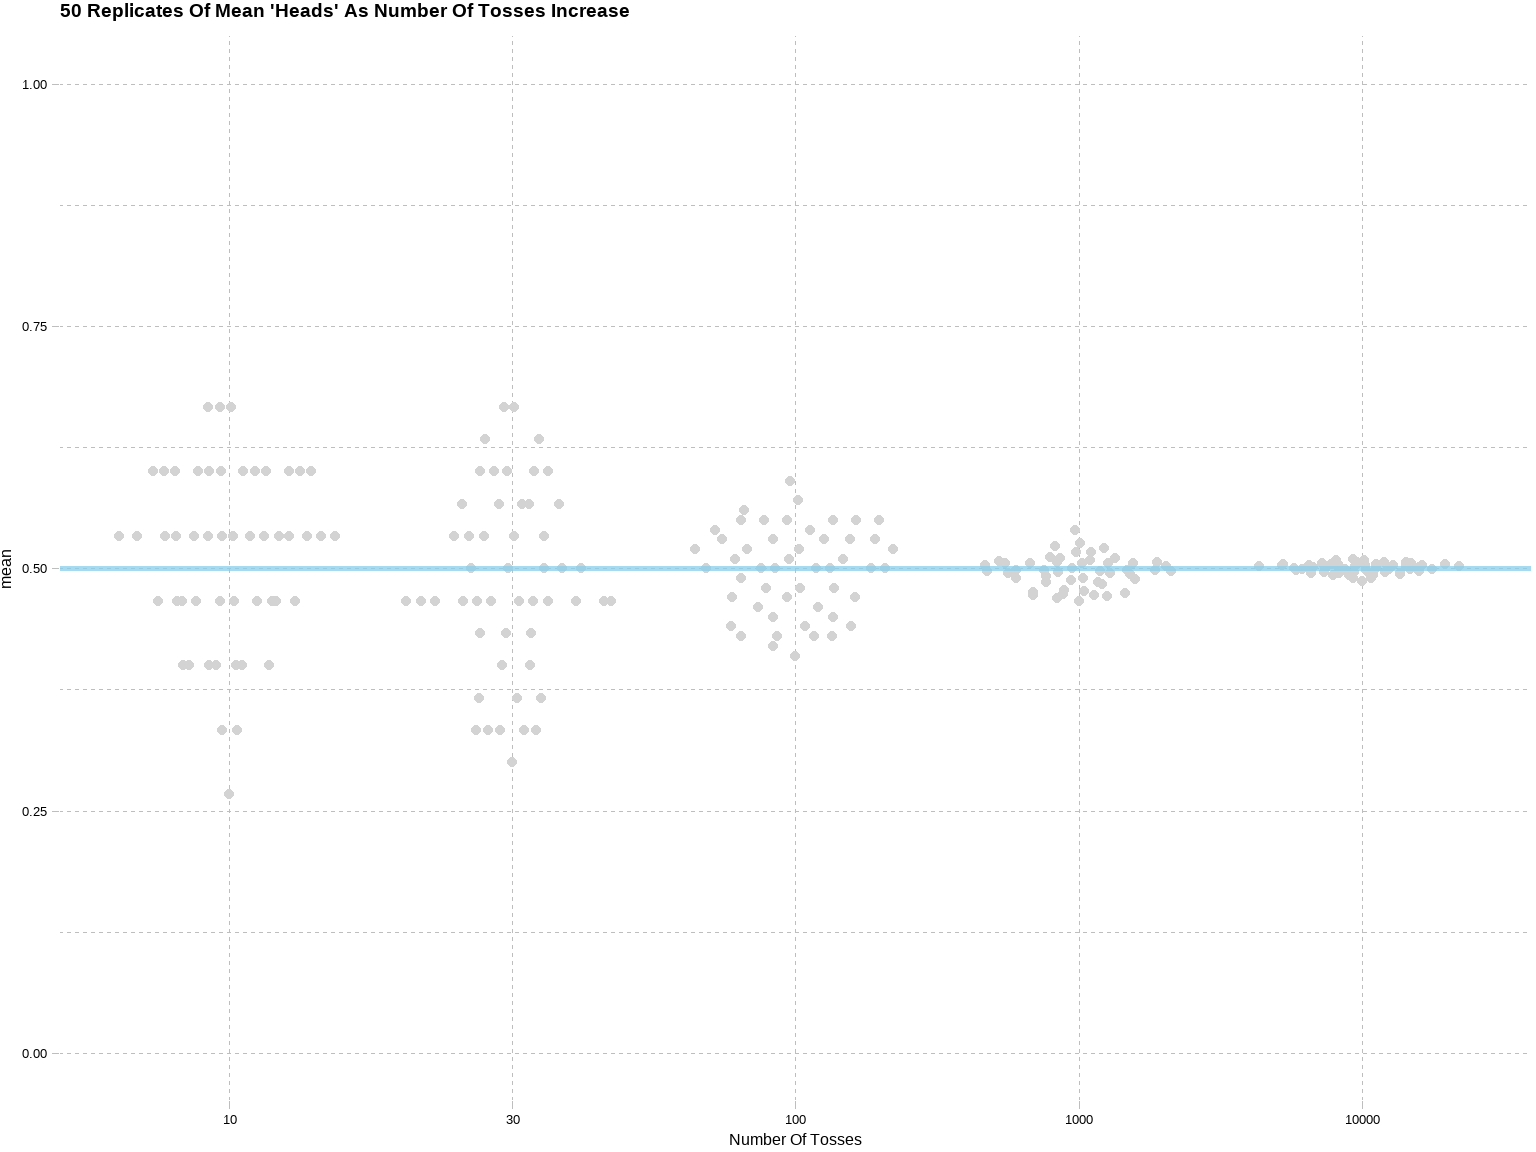 50 Replicates Of Mean 'Heads' As Number Of Tosses Increase
1.00
0.75
0.50
0.25
0.00
mean
10 30 100 1000 10000
Number Of Tosses